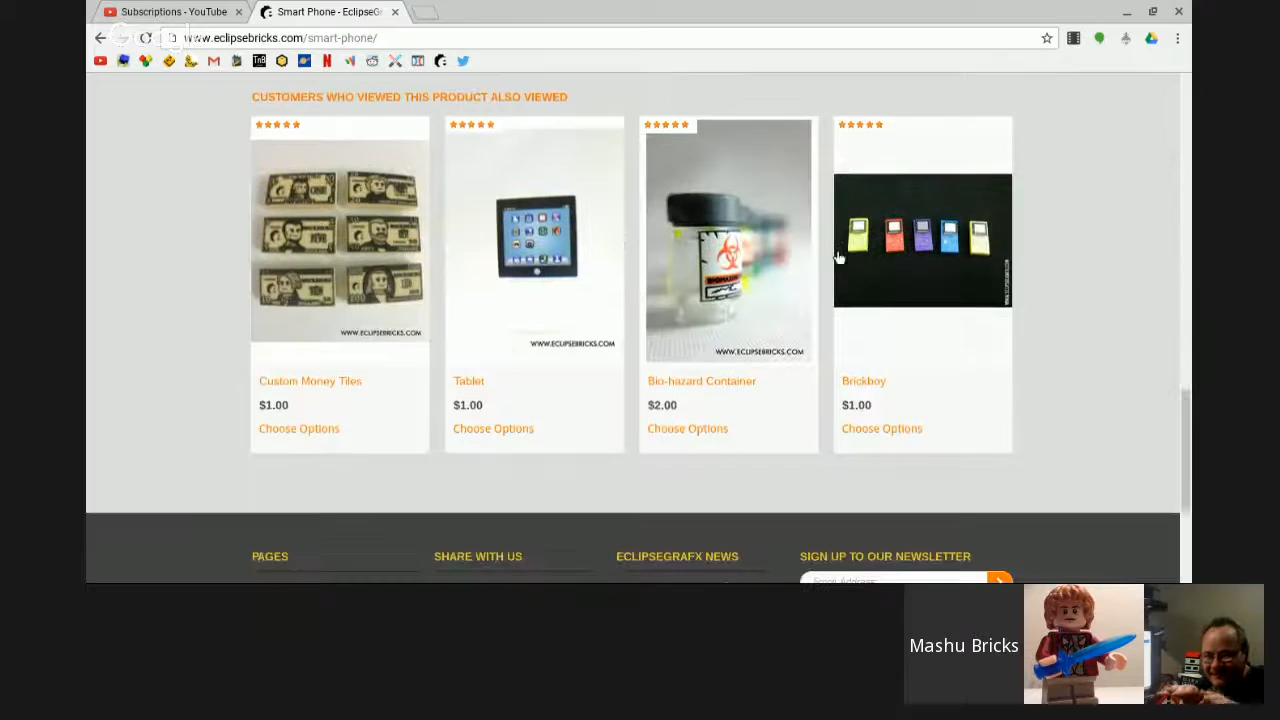 Subscriptions - YouTube
Smart Phone - EclipseGr
www.eclipsebricks.com/smart-phone/
CUSTOMERS WHO VIEWED THIS PRODUCT ALSO VIEWED
WWW.ECLIPSEBRICKS.COM
WWW.ECLIPSEBRICKS.COM
WWW.ECLIPSEBRICKS.COM
Custom Money Tiles
Tablet
Bio-hazard Container
Brickboy
$1.00
$1.00
$2.00
$1.00
Choose Options
Choose Options
Choose Options
Choose Options
PAGES
SHARE WITH US
ECLIPSEGRAFX NEWS
SIGN UP TO OUR NEWSLETTER
Email Address
Mashu Bricks